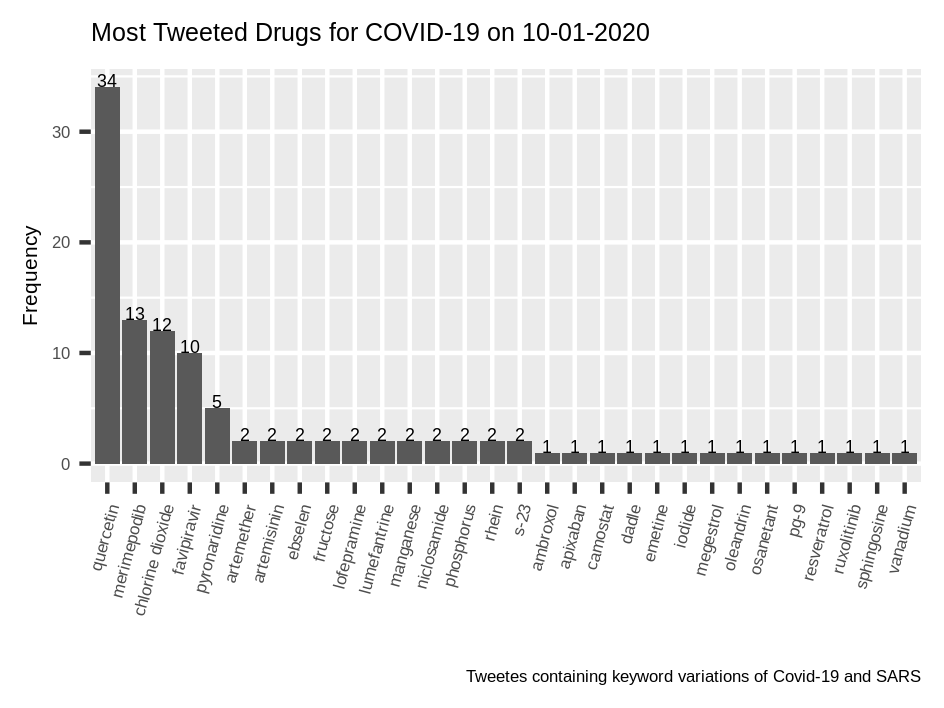 Most Tweeted Drugs for COVID-19 on 10-01-2020
Frequency
30
20
10
0
34
13
12
10
5
2
2
2
2
2
2
2
2
2
2
2
1
1
1
1
1
1
1
1
1
1
1
1
1
1
quercetin
merimepodib
chlorine dioxide
favipiravir
pyronaridine
artemether
artemisinin
ebselen
fructose
lofepramine
lumefantrine
manganese
niclosamide
phosphorus
rhein
s-23
ambroxol
apixaban
camostat
dadle
emetine
iodide
megestrol
oleandrin
osanetant
pg-9
resveratrol
ruxolitinib
sphingosine
vanadium
Tweetes containing keyword variations of Covid-19 and SARS